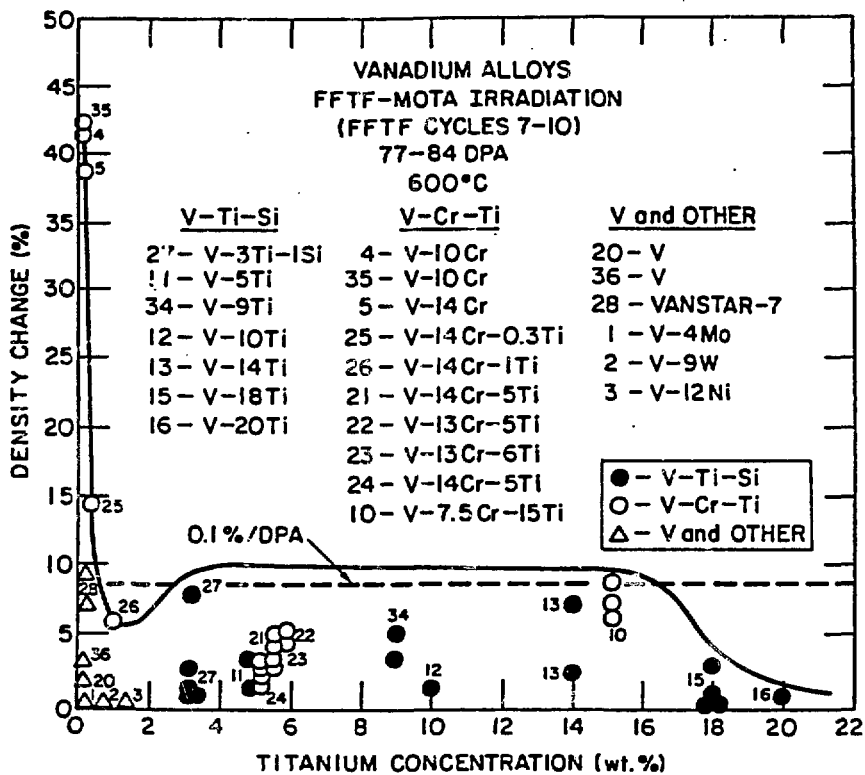 VANADIUM ALLOYS
FFTF-MOTA IRRADIATION
(FFTF CYCLES 7-10)
77-84 DPA
600°C
V-Ti-Si
27 - V-3Ti-1Si
11 - V-5Ti
34 - V-9Ti
12 - V-10Ti
13 - V-14Ti
15 - V-18Ti
16 - V-20Ti
V-Cr-Ti
4 - V-10Cr
35 - V-10Cr
5 - V-14Cr
25 - V-14Cr-0.3Ti
26 - V-14Cr-1Ti
21 - V-14Cr-5Ti
22 - V-13Cr-5Ti
23 - V-13Cr-6Ti
24 - V-14Cr-5Ti
10 - V-7.5Cr-15Ti
V and OTHER
20 - V
36 - V
28 - VANSTAR-7
1 - V-4Mo
2 - V-9W
3 - V-12Ni
● - V-Ti-Si
○ - V-Cr-Ti
△ - V and OTHER
0.1%/DPA
DENSITY CHANGE (%)
50
45
40
35
30
25
20
15
10
5
0
35
4
5
25
28
26
36
20
1
2
3
27
27
11
21
22
23
24
34
12
13
13
10
15
16
0 2 4 6 8 10 12 14 16 18 20 22
TITANIUM CONCENTRATION (wt.%)